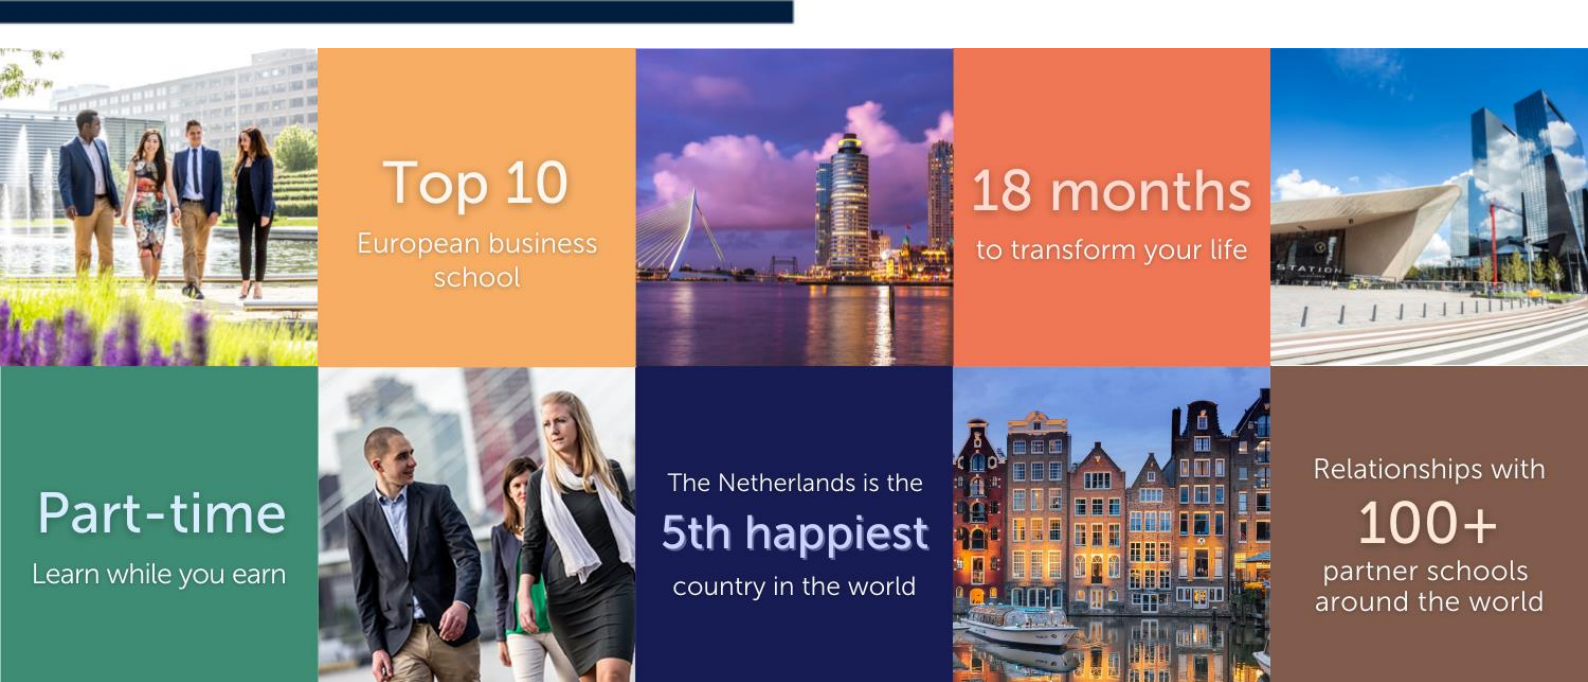 Top 10
European business
school
18 months
to transform your life
STATION
Part-time
Learn while you earn
The Netherlands is the
5th happiest
country in the world
Relationships with
100+
partner schools
around the world